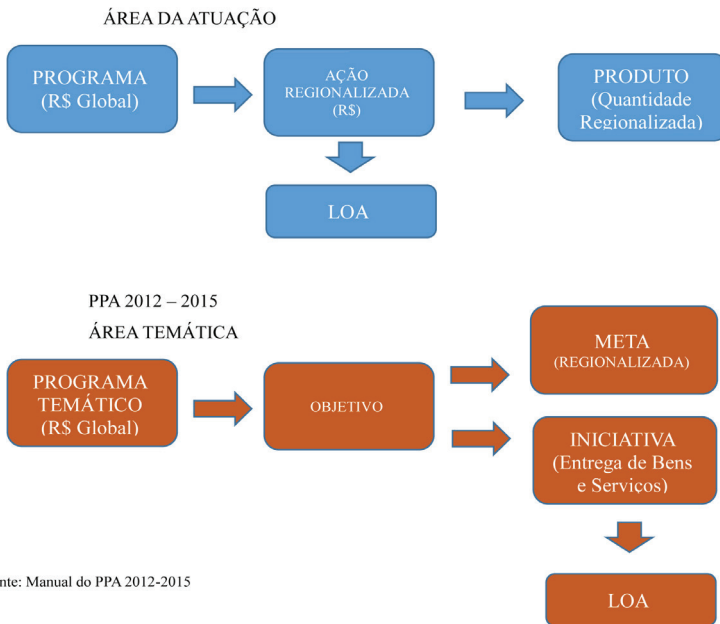 ÁREA DA ATUAÇÃO
PROGRAMA
(R$ Global)
AÇÃO
REGIONALIZADA
(R$)
PRODUTO
(Quantidade
Regionalizada)
LOA
PPA 2012 – 2015
ÁREA TEMÁTICA
PROGRAMA
TEMÁTICO
(R$ Global)
OBJETIVO
META
(REGIONALIZADA)
INICIATIVA
(Entrega de Bens
e Serviços)
LOA
nte: Manual do PPA 2012-2015